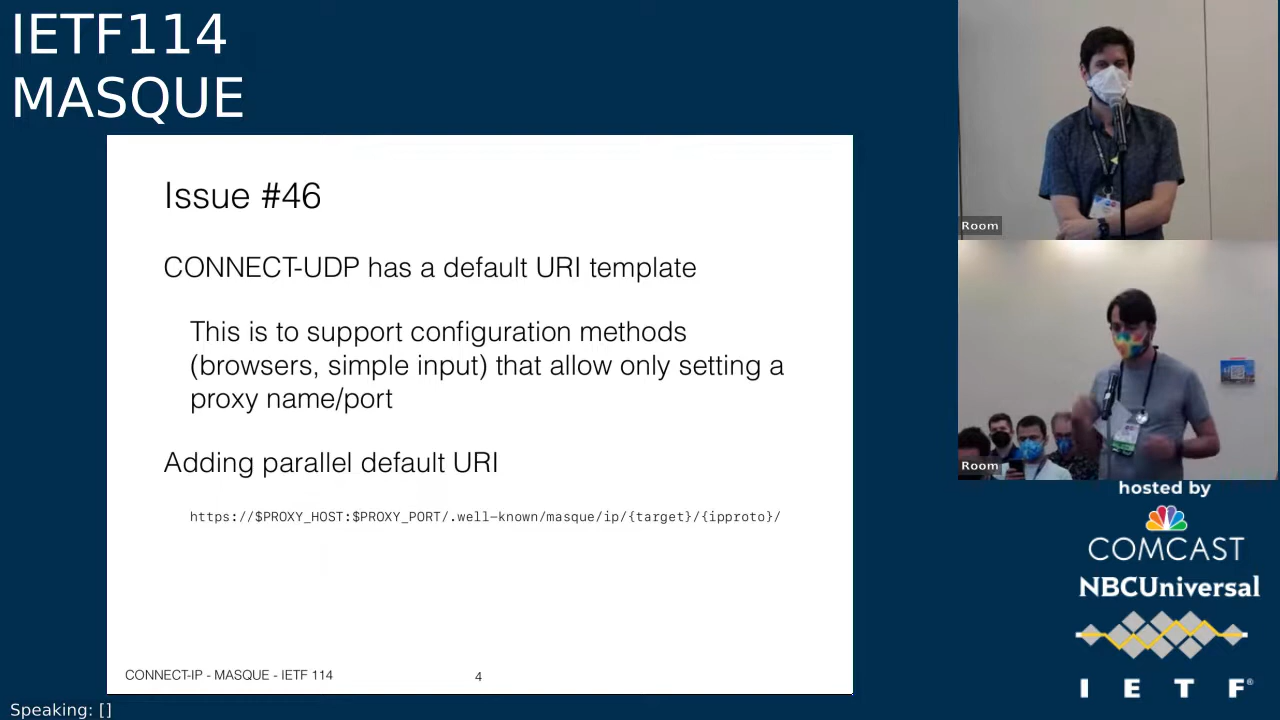 IETF114
MASQUE
Issue #46
CONNECT-UDP has a default URI template
This is to support configuration methods
(browsers, simple input) that allow only setting a
proxy name/port
Adding parallel default URI
https://$PROXY_HOST:$PROXY_PORT/.well-known/masque/ip/{target}/{ipproto}/
CONNECT-IP - MASQUE - IETF 114
4
Room
Room
hosted by
COMCAST
NBCUniversal
I E T F®
Speaking: []